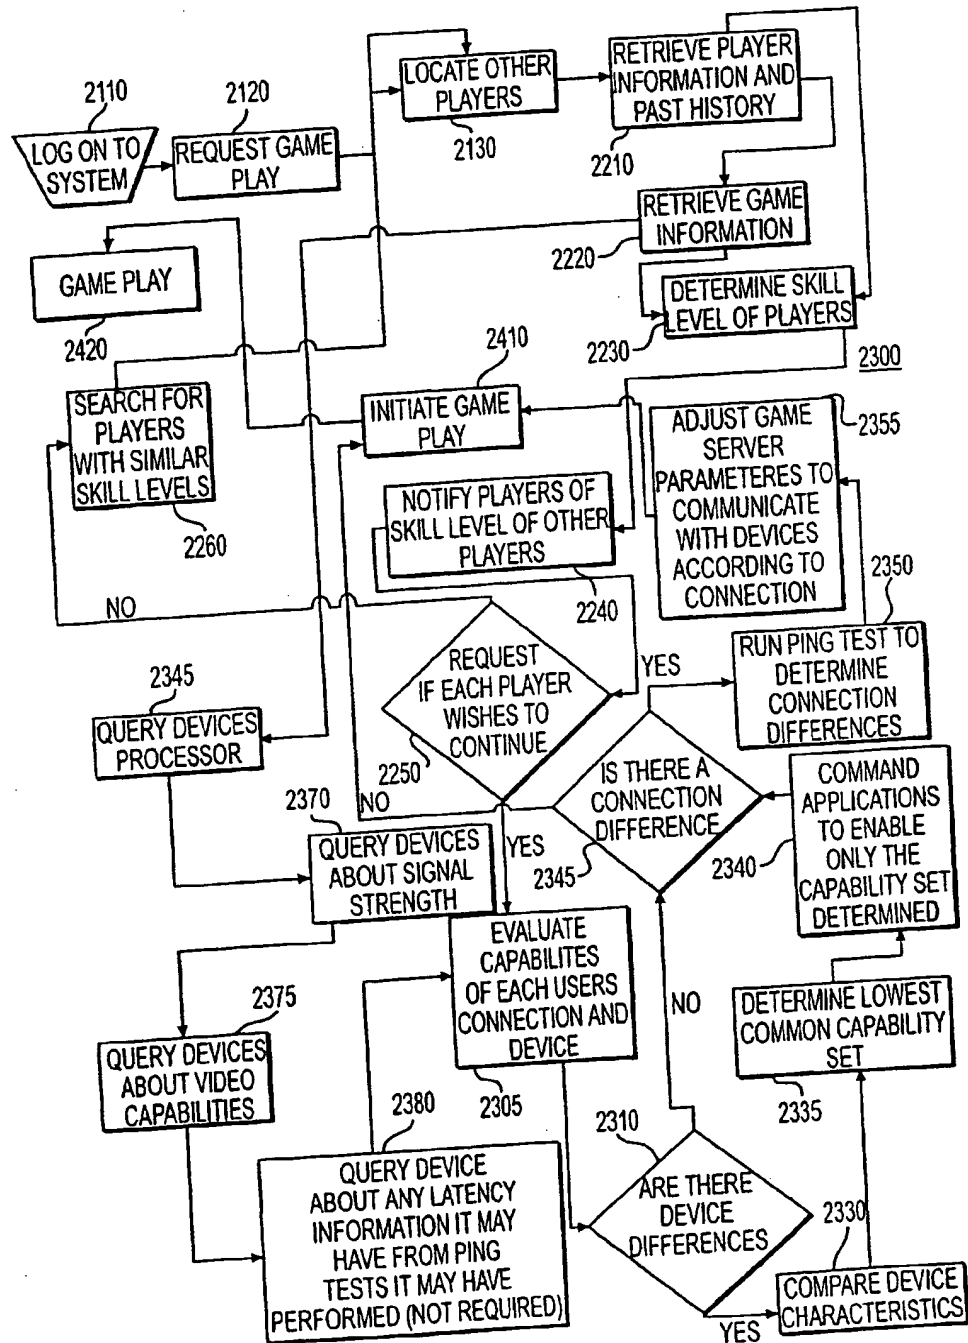 2110
LOG ON TO
SYSTEM
2120
REQUEST GAME
PLAY
LOCATE OTHER
PLAYERS
2130
RETRIEVE PLAYER
INFORMATION AND
PAST HISTORY
2210
RETRIEVE GAME
INFORMATION
2220
DETERMINE SKILL
LEVEL OF PLAYERS
2230
2300
GAME PLAY
2420
2410
INITIATE GAME
PLAY
SEARCH FOR
PLAYERS
WITH SIMILAR
SKILL LEVELS
2260
2355
ADJUST GAME
SERVER
PARAMETERES TO
COMMUNICATE
WITH DEVICES
ACCORDING TO
CONNECTION
NOTIFY PLAYERS OF
SKILL LEVEL OF OTHER
PLAYERS
2240
2350
RUN PING TEST TO
DETERMINE
CONNECTION
DIFFERENCES
NO
REQUEST
IF EACH PLAYER
WISHES TO
CONTINUE
2250
YES
YES
2345
QUERY DEVICES
PROCESSOR
IS THERE A
CONNECTION
DIFFERENCE
2345
NO
COMMAND
APPLICATIONS
TO ENABLE
ONLY THE
CAPABILITY SET
DETERMINED
2340
2370
QUERY DEVICES
ABOUT SIGNAL
STRENGTH
EVALUATE
CAPABILITES
OF EACH USERS
CONNECTION AND
DEVICE
2305
NO
DETERMINE LOWEST
COMMON CAPABILITY
SET
2335
2375
QUERY DEVICES
ABOUT VIDEO
CAPABILITIES
2380
QUERY DEVICE
ABOUT ANY LATENCY
INFORMATION IT MAY
HAVE FROM PING
TESTS IT MAY HAVE
PERFORMED (NOT REQUIRED)
2310
ARE THERE
DEVICE
DIFFERENCES
YES
2330
COMPARE DEVICE
CHARACTERISTICS